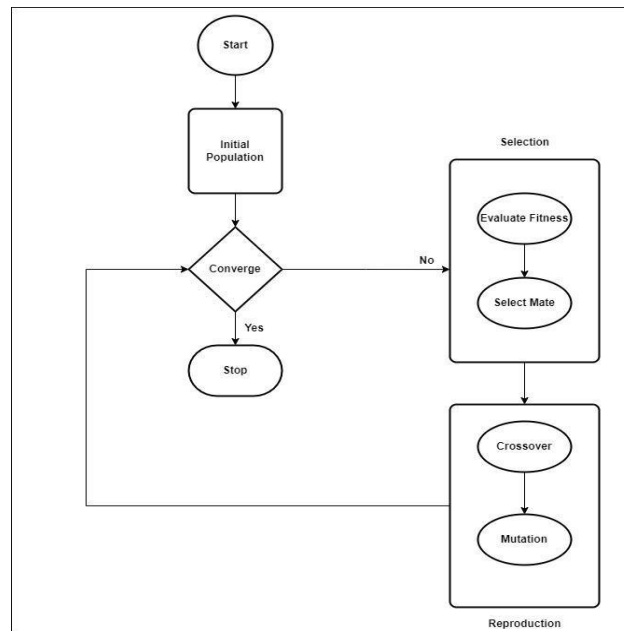 Start
Initial
Population
Converge
No
Yes
Stop
Selection
Evaluate Fitness
Select Mate
Crossover
Mutation
Reproduction